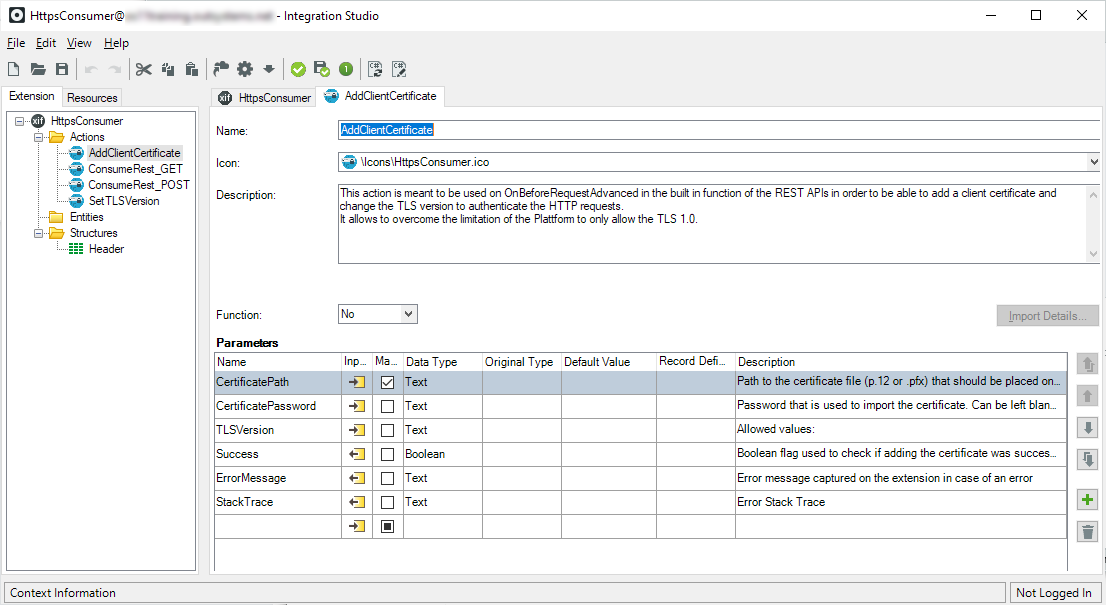 HttpsConsumer@ - Integration Studio
File Edit View Help
Extension Resources
HttpsConsumer AddClientCertificate
HttpsConsumer
Actions
AddClientCertificate
ConsumeRest_GET
ConsumeRest_POST
SetTLSVersion
Entities
Structures
Header
Name: AddClientCertificate
Icon: \Icons\HttpsConsumer.ico
Description: This action is meant to be used on OnBeforeRequestAdvanced in the built in function of the REST APIs in order to be able to add a client certificate and
change the TLS version to authenticate the HTTP requests.
It allows to overcome the limitation of the Plattform to only allow the TLS 1.0.
Function: No Import Details...
Parameters
Name Inp... Ma... Data Type Original Type Default Value Record Defi... Description
CertificatePath Text Path to the certificate file (p.12 or .pfx) that should be placed on...
CertificatePassword Text Password that is used to import the certificate. Can be left blan...
TLSVersion Text Allowed values:
Success Boolean Boolean flag used to check if adding the certificate was succes...
ErrorMessage Text Error message captured on the extension in case of an error
StackTrace Text Error Stack Trace
Context Information Not Logged In